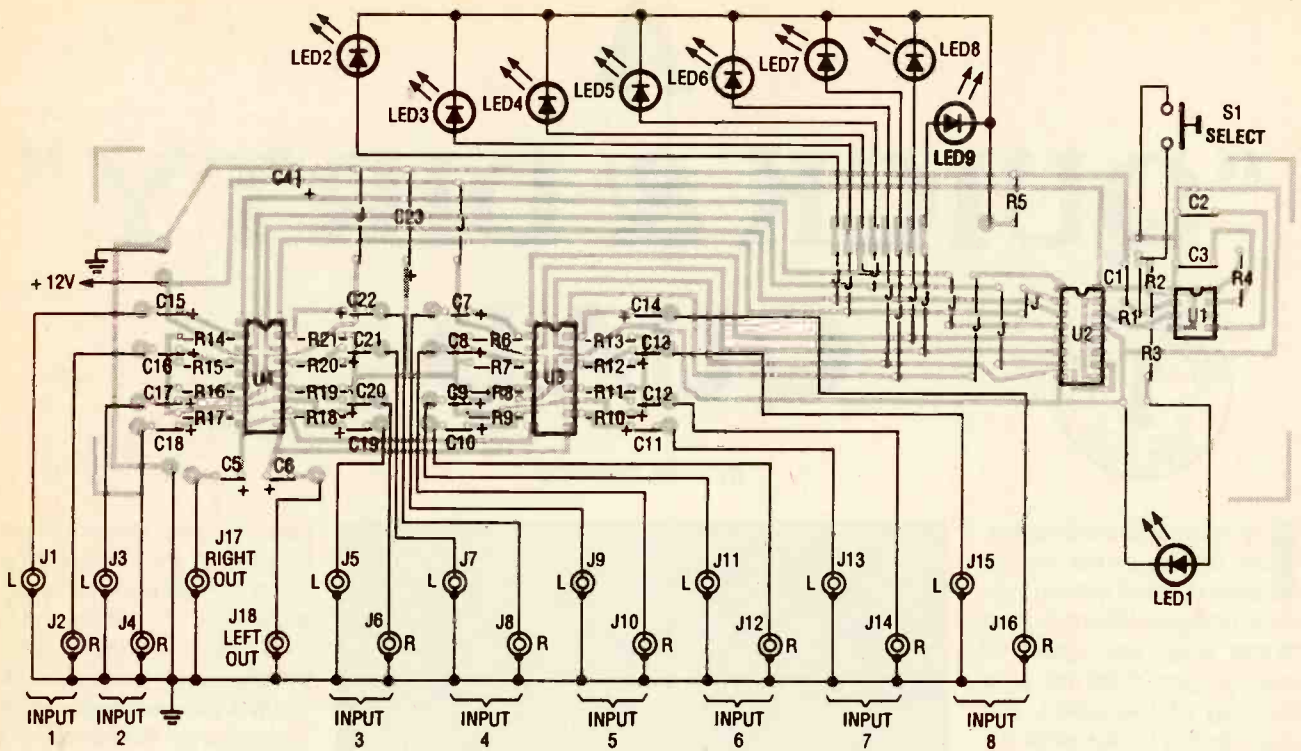 LED2
LED3
LED4
LED5
LED6
LED7
LED8
LED9
S1
SELECT
C41
+
J
C23
+
J
R5
C2
C3
R4
C1
R2
R1
U1
R3
U2
+12V
C15
+
R14
R15
C16
+
C17
+
R16
R17
C18
+
U4
C22
+
R21
C21
+
R20
R19
C20
+
R18
C19
+
C7
+
R6
C8
+
R7
C9
+
R8
R9
C10
+
U3
C14
+
R13
C13
+
R12
R11
C12
+
R10
C11
+
J
J
J
J
J
J
J
C5
+
C6
+
J1
L
J2
R
J3
L
J4
R
J17
RIGHT
OUT
J18
LEFT
OUT
J5
L
J6
R
J7
L
J8
R
J9
L
J10
R
J11
L
J12
R
J13
L
J14
R
J15
L
J16
R
LED1
INPUT
1
INPUT
2
INPUT
3
INPUT
4
INPUT
5
INPUT
6
INPUT
7
INPUT
8